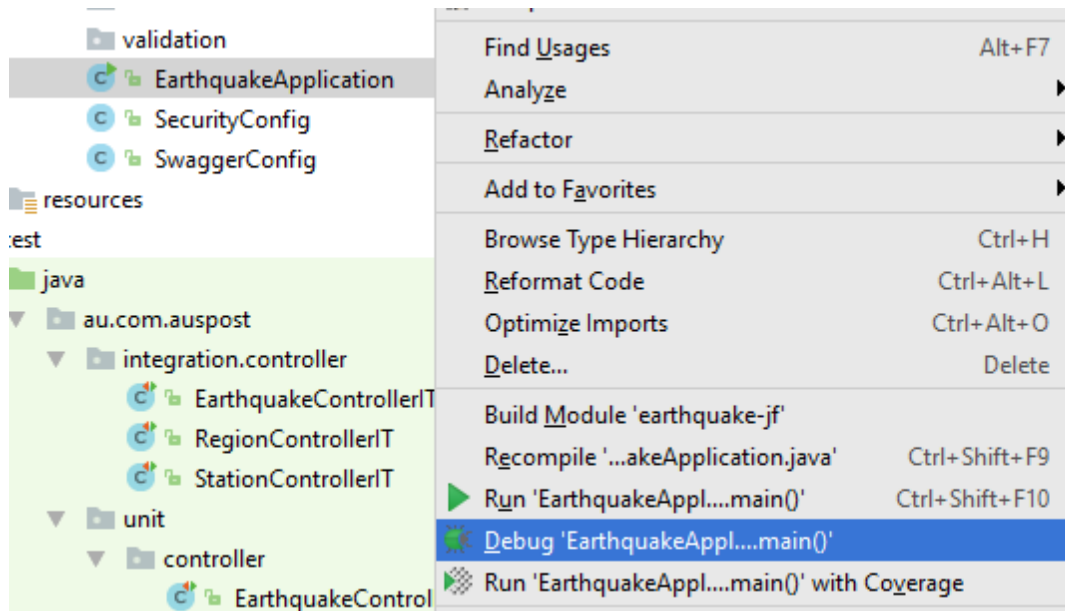 validation
EarthquakeApplication
SecurityConfig
SwaggerConfig
resources
java
au.com.auspost
integration.controller
EarthquakeControllerIT
RegionControllerIT
StationControllerIT
unit
controller
EarthquakeControl
Find Usages Alt+F7
Analyze
Refactor
Add to Favorites
Browse Type Hierarchy Ctrl+H
Reformat Code Ctrl+Alt+L
Optimize Imports Ctrl+Alt+O
Delete... Delete
Build Module 'earthquake-jf'
Recompile '...akeApplication.java' Ctrl+Shift+F9
Run 'EarthquakeAppl....main()' Ctrl+Shift+F10
Debug 'EarthquakeAppl....main()'
Run 'EarthquakeAppl....main()' with Coverage